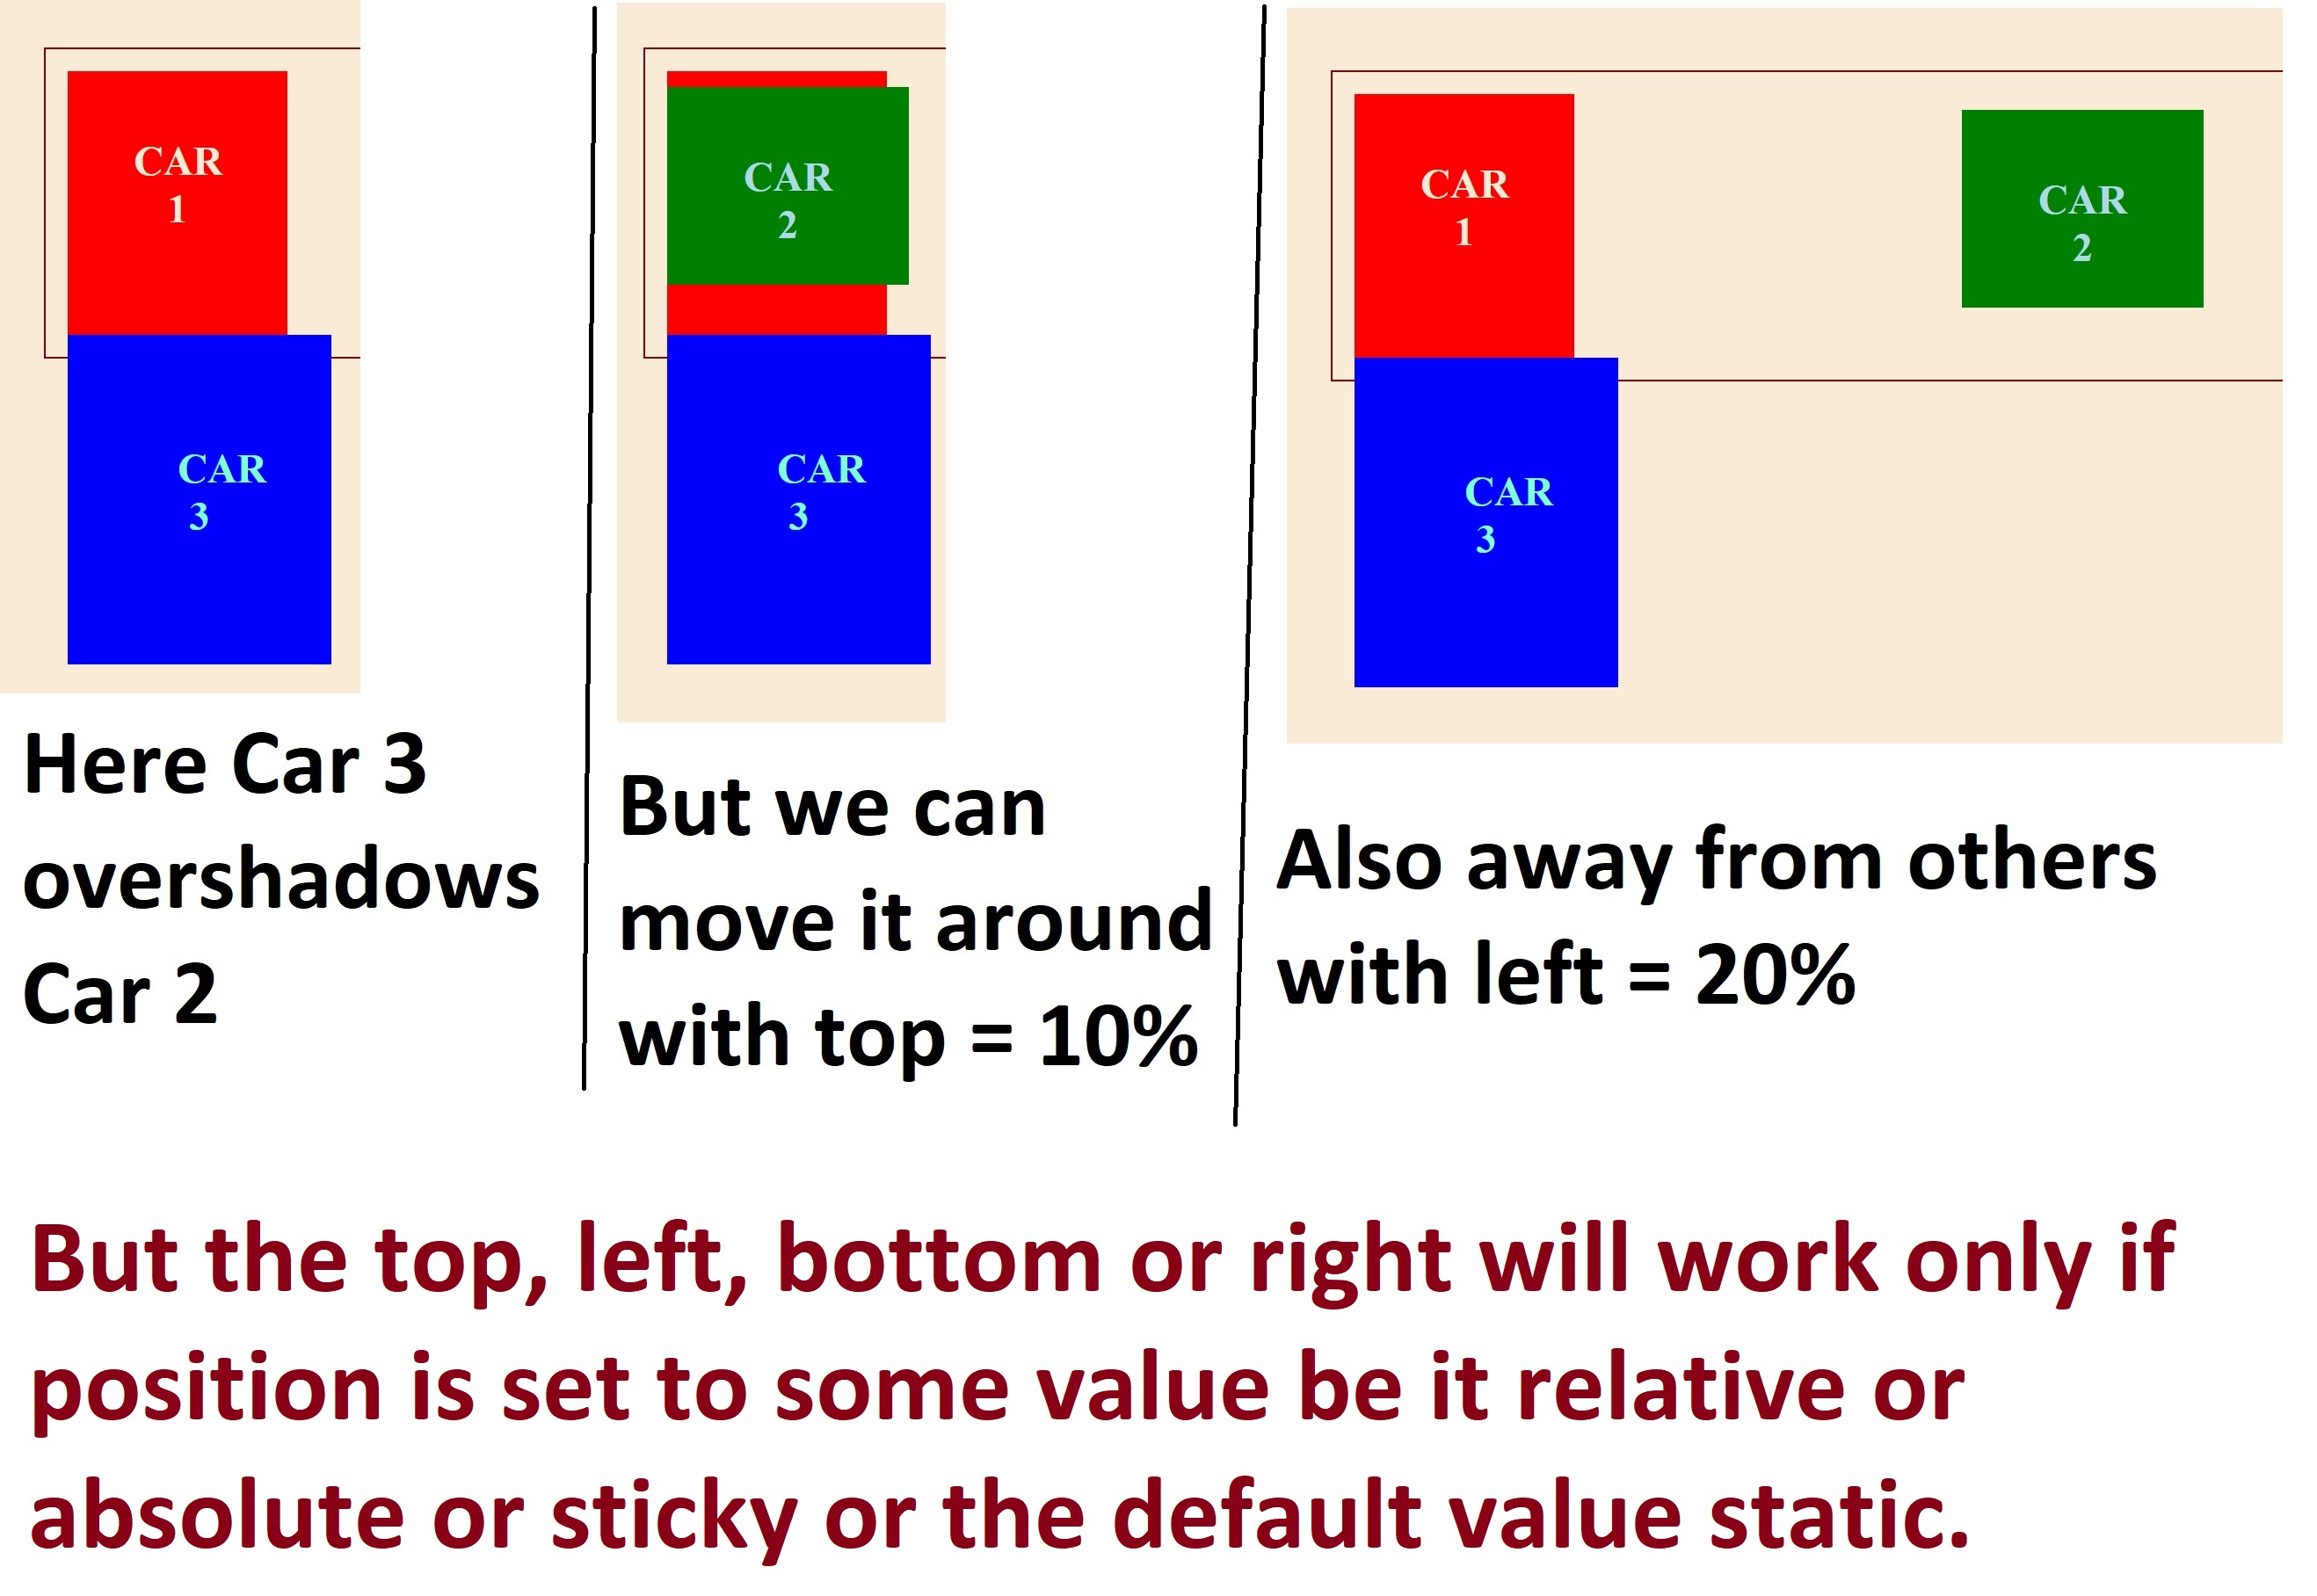 CAR
1
CAR
3
Here Car 3
overshadows
Car 2
CAR
2
CAR
3
But we can
move it around
with top = 10%
CAR
1
CAR
2
CAR
3
Also away from others
with left = 20%
But the top, left, bottom or right will work only if
position is set to some value be it relative or
absolute or sticky or the default value static.